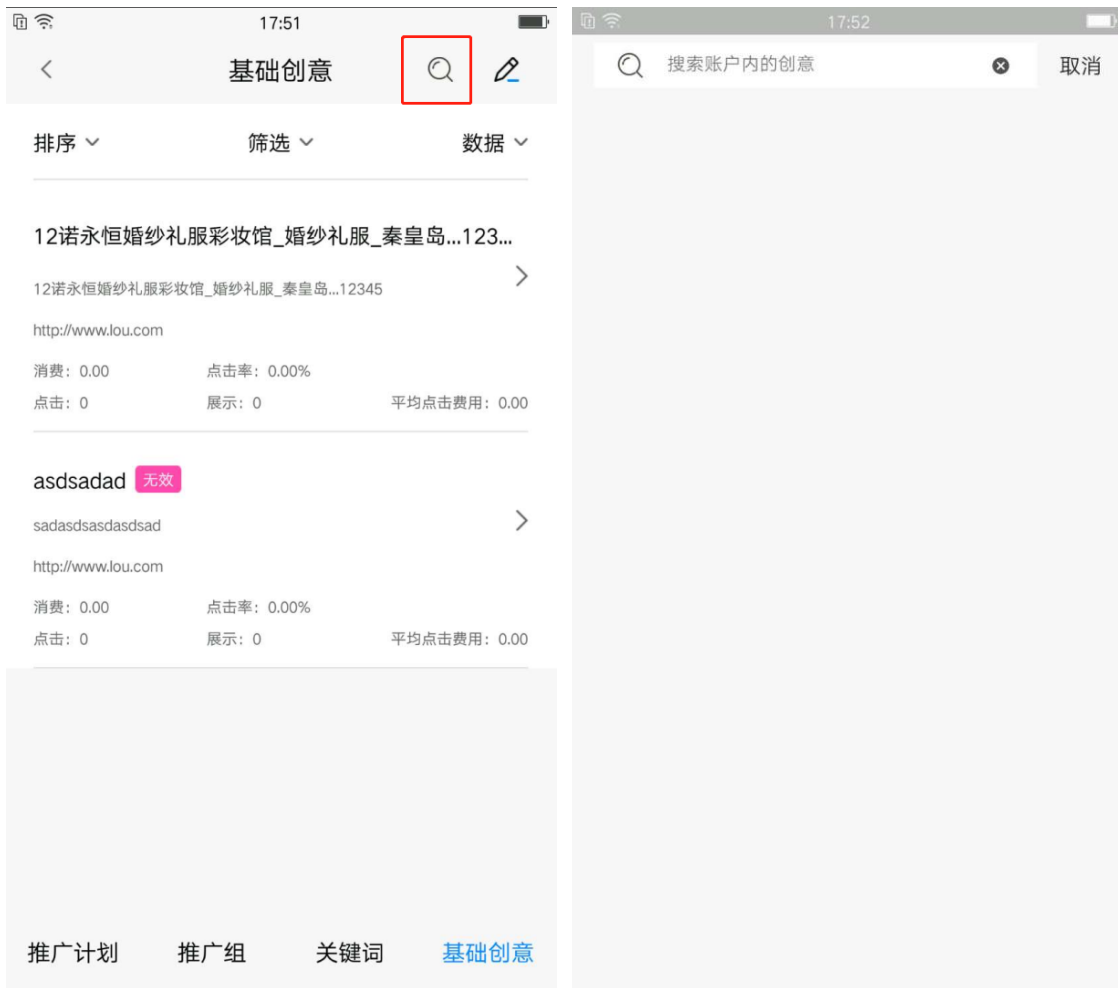 17:51
基础创意
排序 筛选 数据
12诺永恒婚纱礼服彩妆馆_婚纱礼服_秦皇岛...123...
12诺永恒婚纱礼服彩妆馆_婚纱礼服_秦皇岛...12345
http://www.lou.com
消费：0.00 点击率：0.00%
点击：0 展示：0 平均点击费用：0.00
asdsadad 无效
sadasdsasdasdsad
http://www.lou.com
消费：0.00 点击率：0.00%
点击：0 展示：0 平均点击费用：0.00
推广计划 推广组 关键词 基础创意
17:52
搜索账户内的创意 取消